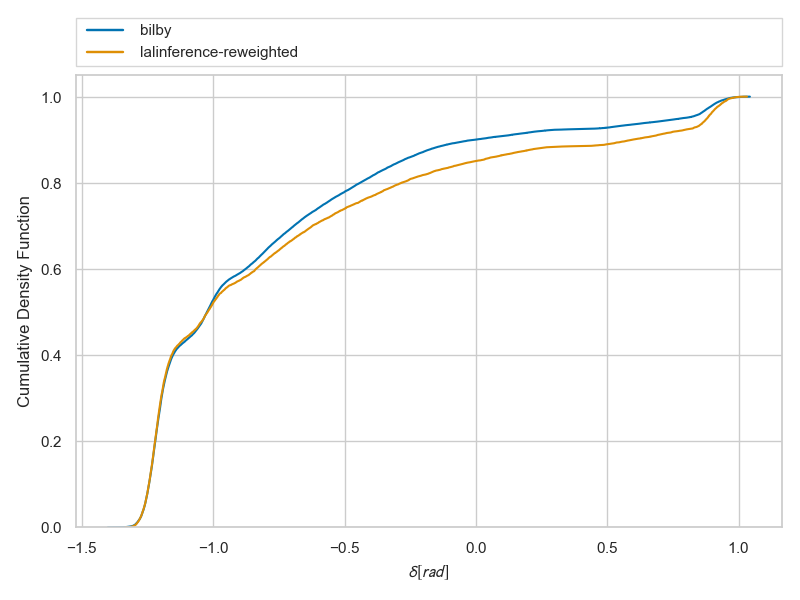 bilby
lalinference-reweighted
1.0
0.8
0.6
0.4
0.2
0.0
Cumulative Density Function
−1.5 −1.0 −0.5 0.0 0.5 1.0
δ[rad]